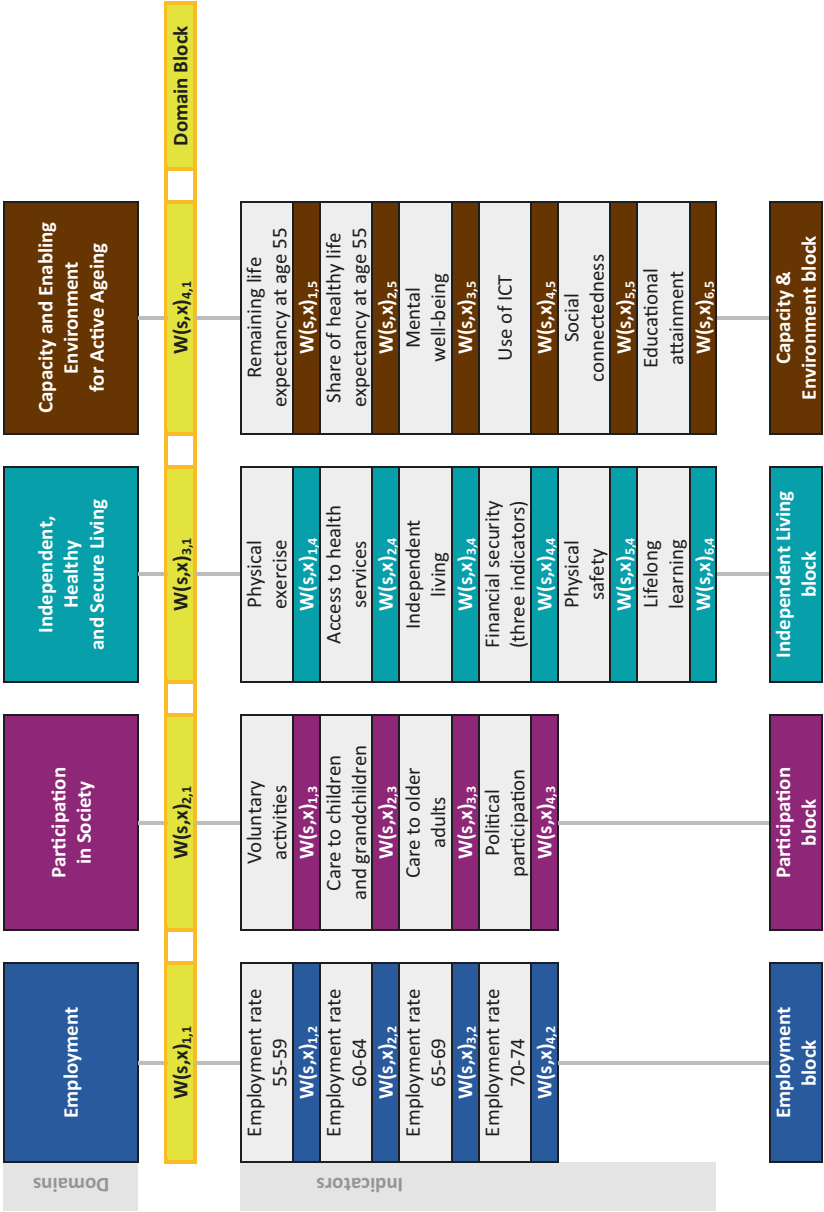 Domains
Employment
Participation
in Society
Independent,
Healthy
and Secure Living
Capacity and Enabling
Environment
for Active Ageing
W(s,x)1,1
W(s,x)2,1
W(s,x)3,1
W(s,x)4,1
Domain Block
Indicators
Employment rate
55-59
W(s,x)1,2
Employment rate
60-64
W(s,x)2,2
Employment rate
65-69
W(s,x)3,2
Employment rate
70-74
W(s,x)4,2
Voluntary
activities
W(s,x)1,3
Care to children
and grandchildren
W(s,x)2,3
Care to older
adults
W(s,x)3,3
Political
participation
W(s,x)4,3
Physical
exercise
W(s,x)1,4
Access to health
services
W(s,x)2,4
Independent
living
W(s,x)3,4
Financial security
(three indicators)
W(s,x)4,4
Physical
safety
W(s,x)5,4
Lifelong
learning
W(s,x)6,4
Remaining life
expectancy at age 55
W(s,x)1,5
Share of healthy life
expectancy at age 55
W(s,x)2,5
Mental
well-being
W(s,x)3,5
Use of ICT
W(s,x)4,5
Social
connectedness
W(s,x)5,5
Educational
attainment
W(s,x)6,5
Employment
block
Participation
block
Independent Living
block
Capacity &
Environment block